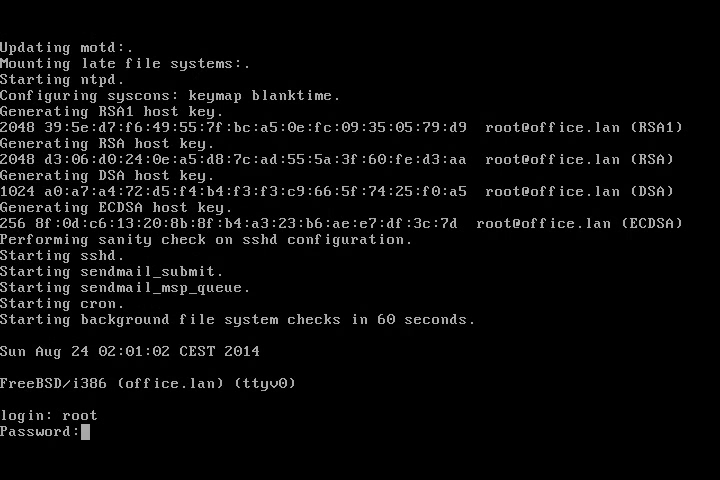 Updating motd:.
Mounting late file systems:.
Starting ntpd.
Configuring syscons: keymap blanktime.
Generating RSA1 host key.
2048 39:5e:d7:f6:49:55:7f:bc:a5:0e:fc:09:35:05:79:d9  root@office.lan (RSA1)
Generating RSA host key.
2048 d3:06:d0:24:0e:a5:d8:7c:ad:55:5a:3f:60:fe:d3:aa  root@office.lan (RSA)
Generating DSA host key.
1024 a0:a7:a4:72:d5:f4:b4:f3:f3:c9:66:5f:74:25:f0:a5  root@office.lan (DSA)
Generating ECDSA host key.
256 8f:0d:c6:13:20:8b:8f:b4:a3:23:b6:ae:e7:df:3c:7d  root@office.lan (ECDSA)
Performing sanity check on sshd configuration.
Starting sshd.
Starting sendmail_submit.
Starting sendmail_msp_queue.
Starting cron.
Starting background file system checks in 60 seconds.
Sun Aug 24 02:01:02 CEST 2014
FreeBSD/i386 (office.lan) (ttyv0)
login: root
Password: